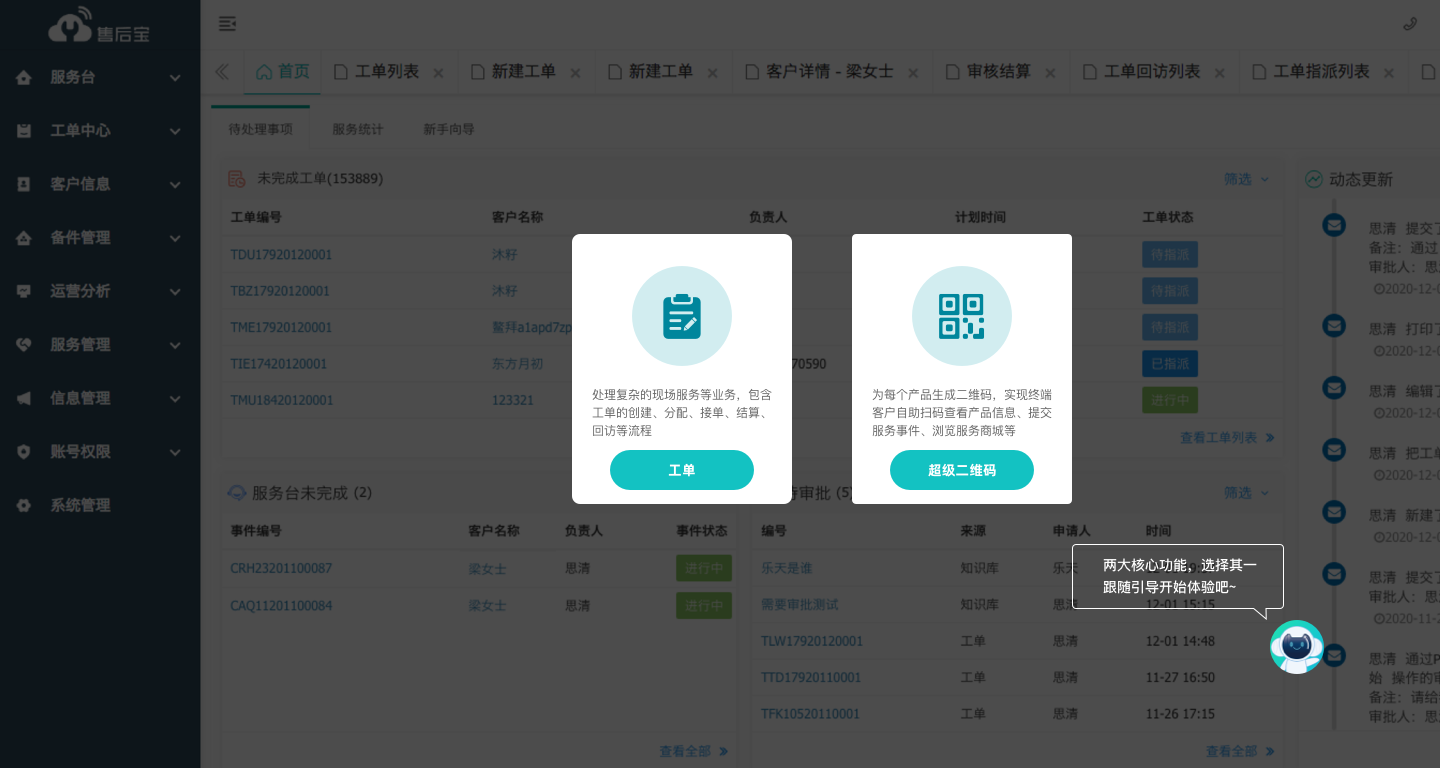 售后宝
服务台
工单中心
客户信息
备件管理
运营分析
服务管理
信息管理
账号权限
系统管理
首页 工单列表 新建工单 新建工单 客户详情 - 梁女士 审核结算 工单回访列表 工单指派列表
待处理事项 服务统计 新手向导
未完成工单(153889) 筛选
工单编号 客户名称 负责人 计划时间 工单状态
TDU17920120001 沐籽 待指派
TBZ17920120001 沐籽 待指派
TME17920120001 鳌拜a1apd7zp 待指派
TIE17420120001 东方月初 70590 已指派
TMU18420120001 123321 进行中
查看工单列表
处理复杂的现场服务等业务，包含
工单的创建、分配、接单、结算、
回访等流程
工单
为每个产品生成二维码，实现终端
客户自助扫码查看产品信息、提交
服务事件、浏览服务商城等
超级二维码
服务台未完成 (2)
事件编号 客户名称 负责人 事件状态
CRH23201100087 梁女士 思清 进行中
CAQ11201100084 梁女士 思清 进行中
查看全部
待审批 (5) 筛选
编号 来源 申请人 时间
乐天是谁 知识库 乐天
需要审批测试 知识库 思清 12-01 15:15
TLW17920120001 工单 思清 12-01 14:48
TTD17920110001 工单 思清 11-27 16:50
TFK10520110001 工单 思清 11-26 17:15
查看全部
两大核心功能，选择其一
跟随引导开始体验吧~
动态更新
思清 提交了
备注：通过
审批人：思
2020-12-0
思清 打印了
2020-12-0
思清 编辑了
2020-12-0
思清 把工单
2020-12-0
思清 新建了
2020-12-0
思清 提交了
审批人：思
2020-11-2
思清 通过P
始 操作的审
备注：请给
审批人：思